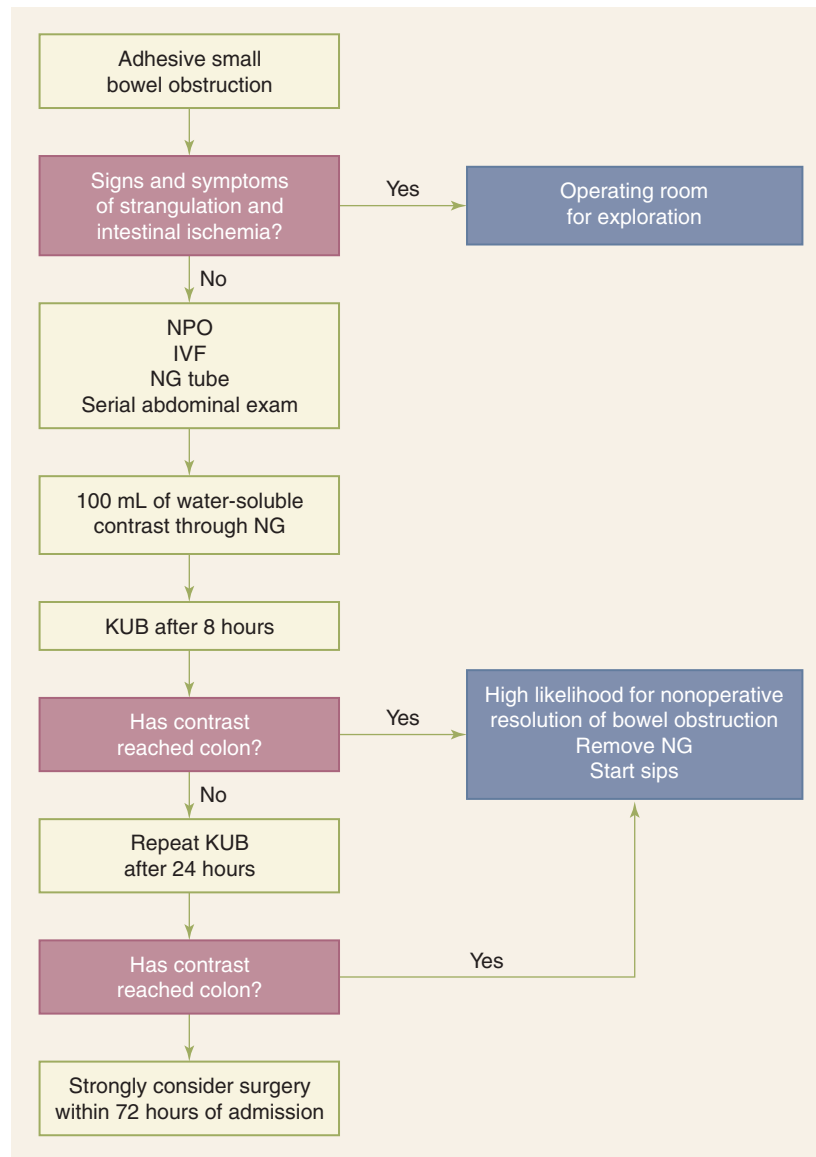 Adhesive small
bowel obstruction
Signs and symptoms
of strangulation and
intestinal ischemia?
Yes
Operating room
for exploration
No
NPO
IVF
NG tube
Serial abdominal exam
100 mL of water-soluble
contrast through NG
KUB after 8 hours
Has contrast
reached colon?
Yes
High likelihood for nonoperative
resolution of bowel obstruction
Remove NG
Start sips
No
Repeat KUB
after 24 hours
Has contrast
reached colon?
Yes
Strongly consider surgery
within 72 hours of admission